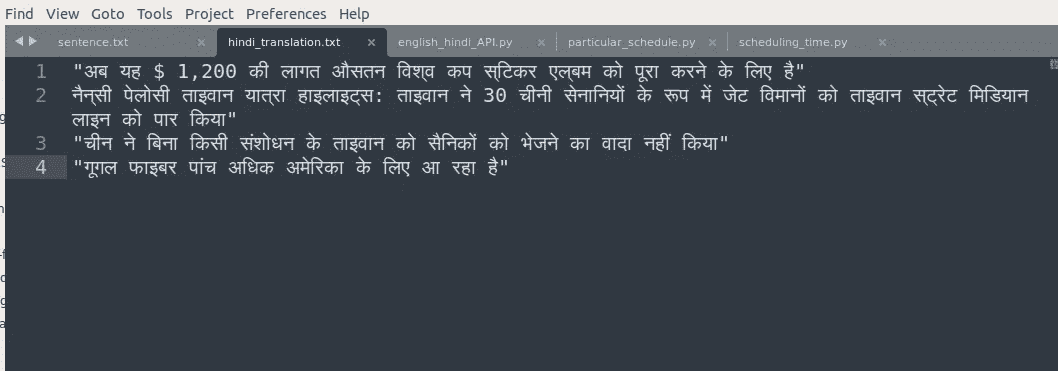 Find View Goto Tools Project Preferences Help
sentence.txt × hindi_translation.txt × english_hindi_API.py × particular_schedule.py × scheduling_time.py ×
1 "अब यह $ 1,200 की लागत औसतन विश्व कप स्टिकर एल्बम को पूरा करने के लिए है"
2 नैन्सी पेलोसी ताइवान यात्रा हाइलाइट्स: ताइवान ने 30 चीनी सेनानियों के रूप में जेट विमानों को ताइवान स्ट्रेट मिडियान
लाइन को पार किया"
3 "चीन ने बिना किसी संशोधन के ताइवान को सैनिकों को भेजने का वादा नहीं किया"
4 "गूगल फाइबर पांच अधिक अमेरिका के लिए आ रहा है"